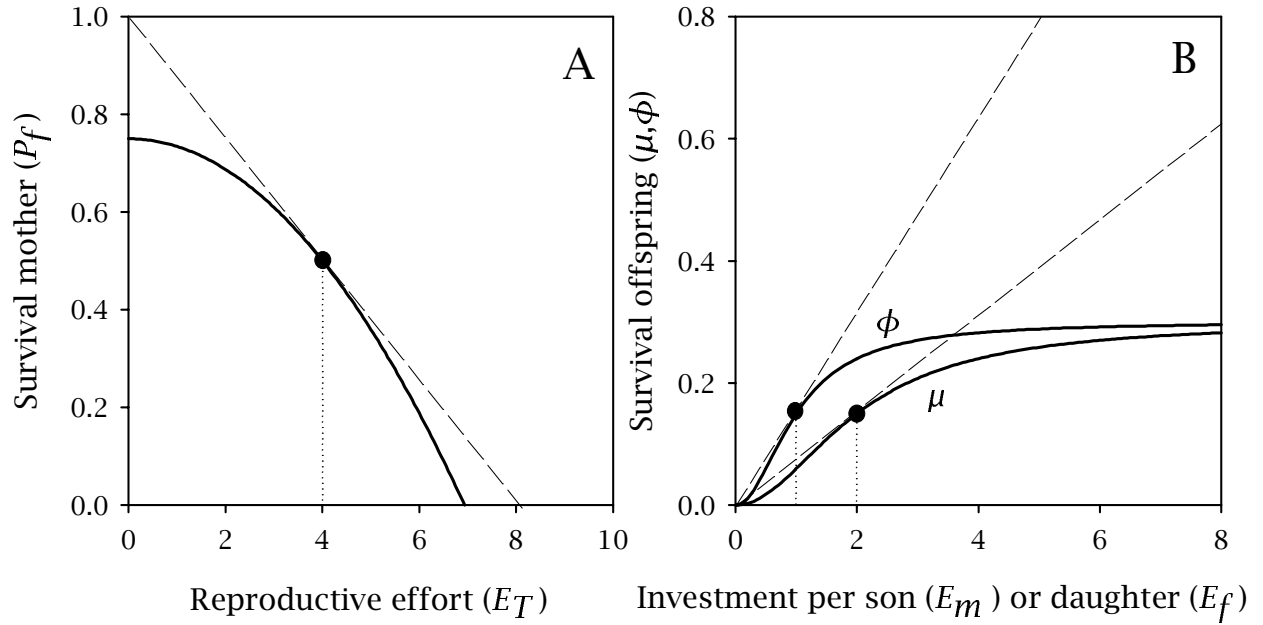 A
Survival mother (P_f)
1.0
0.8
0.6
0.4
0.2
0.0
0 2 4 6 8 10
Reproductive effort (E_T)
B
Survival offspring (μ,ϕ)
0.8
0.6
0.4
0.2
0.0
ϕ
μ
0 2 4 6 8
Investment per son (E_m) or daughter (E_f)